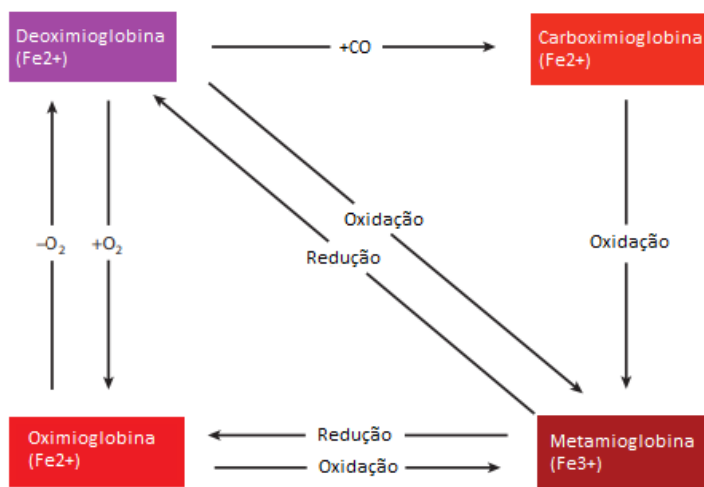 Deoximioglobina
(Fe2+)
+CO
Carboximioglobina
(Fe2+)
Oxidação
Redução
–O2
+O2
Oxidação
Oximioglobina
(Fe2+)
Redução
Oxidação
Metamioglobina
(Fe3+)